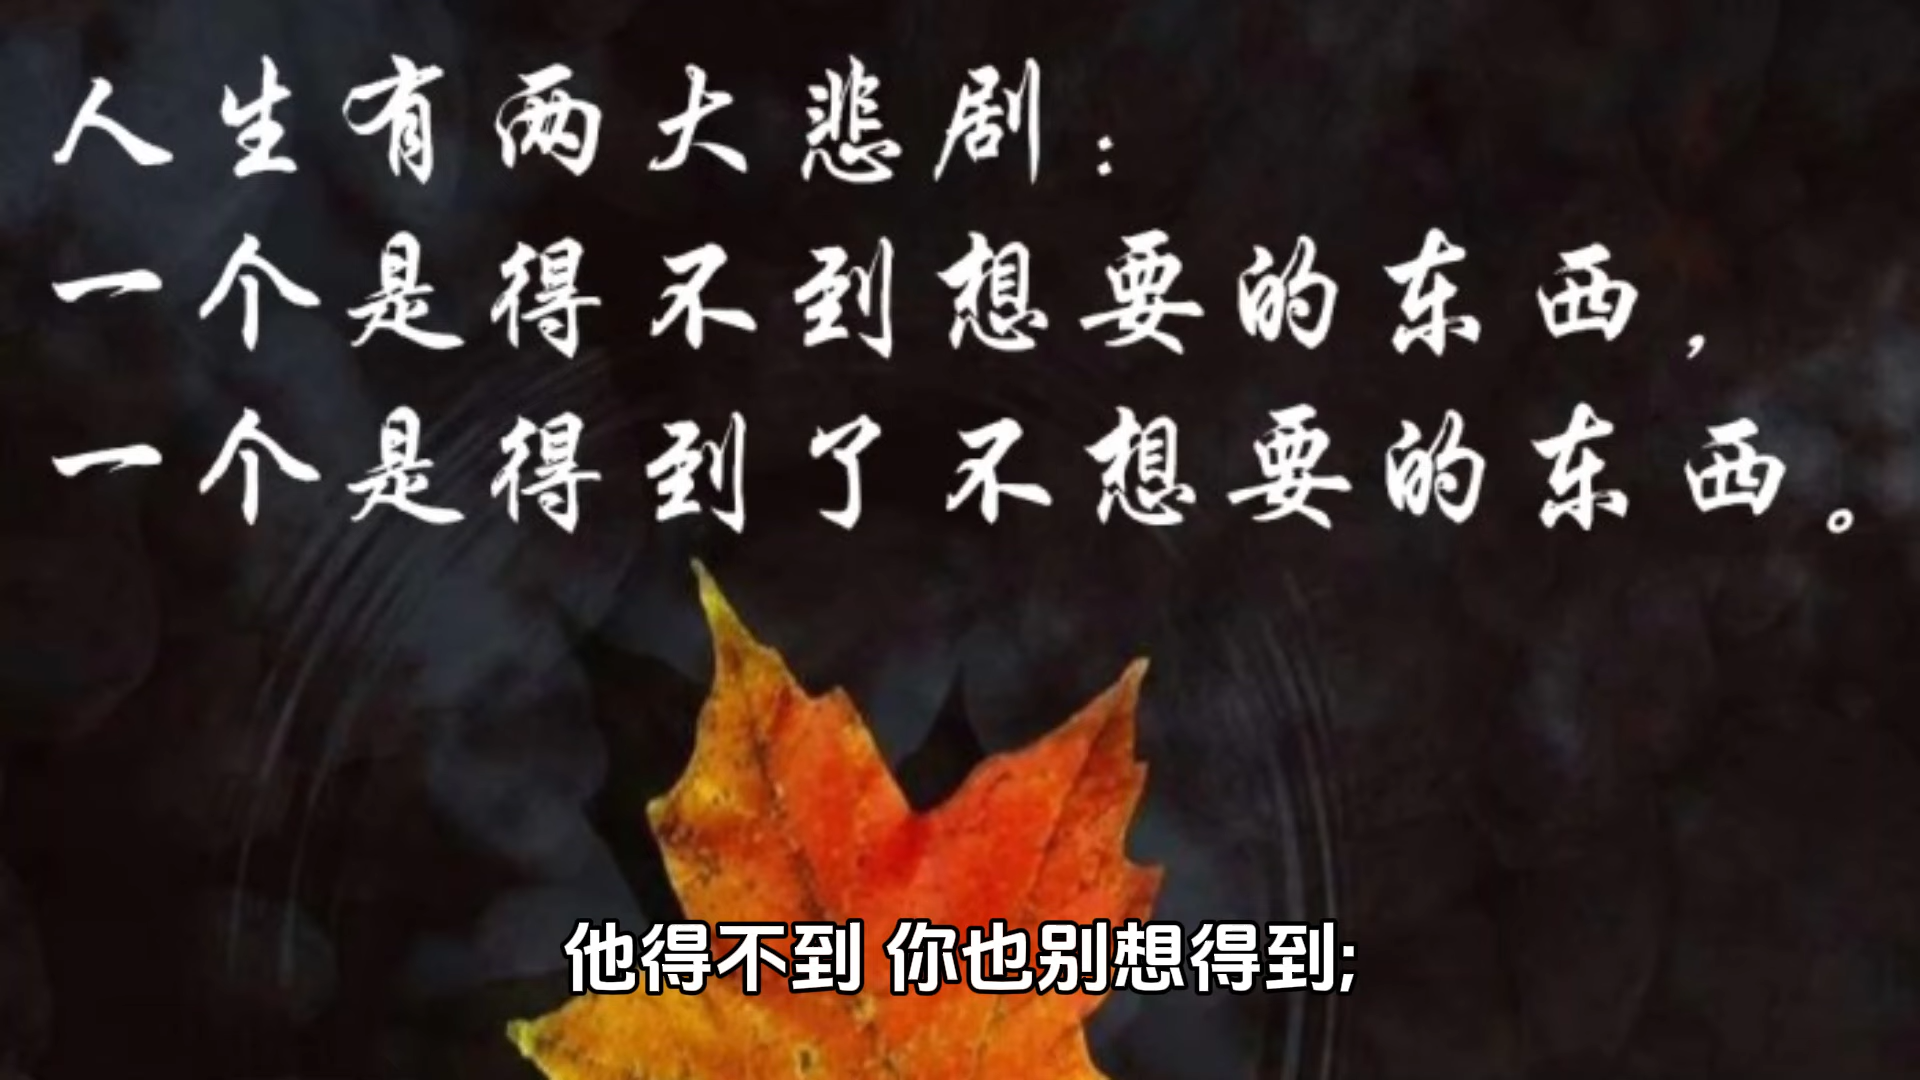 人生有两大悲剧：
一个是得不到想要的东西，
一个是得到了不想要的东西。
他得不到 你也别想得到;